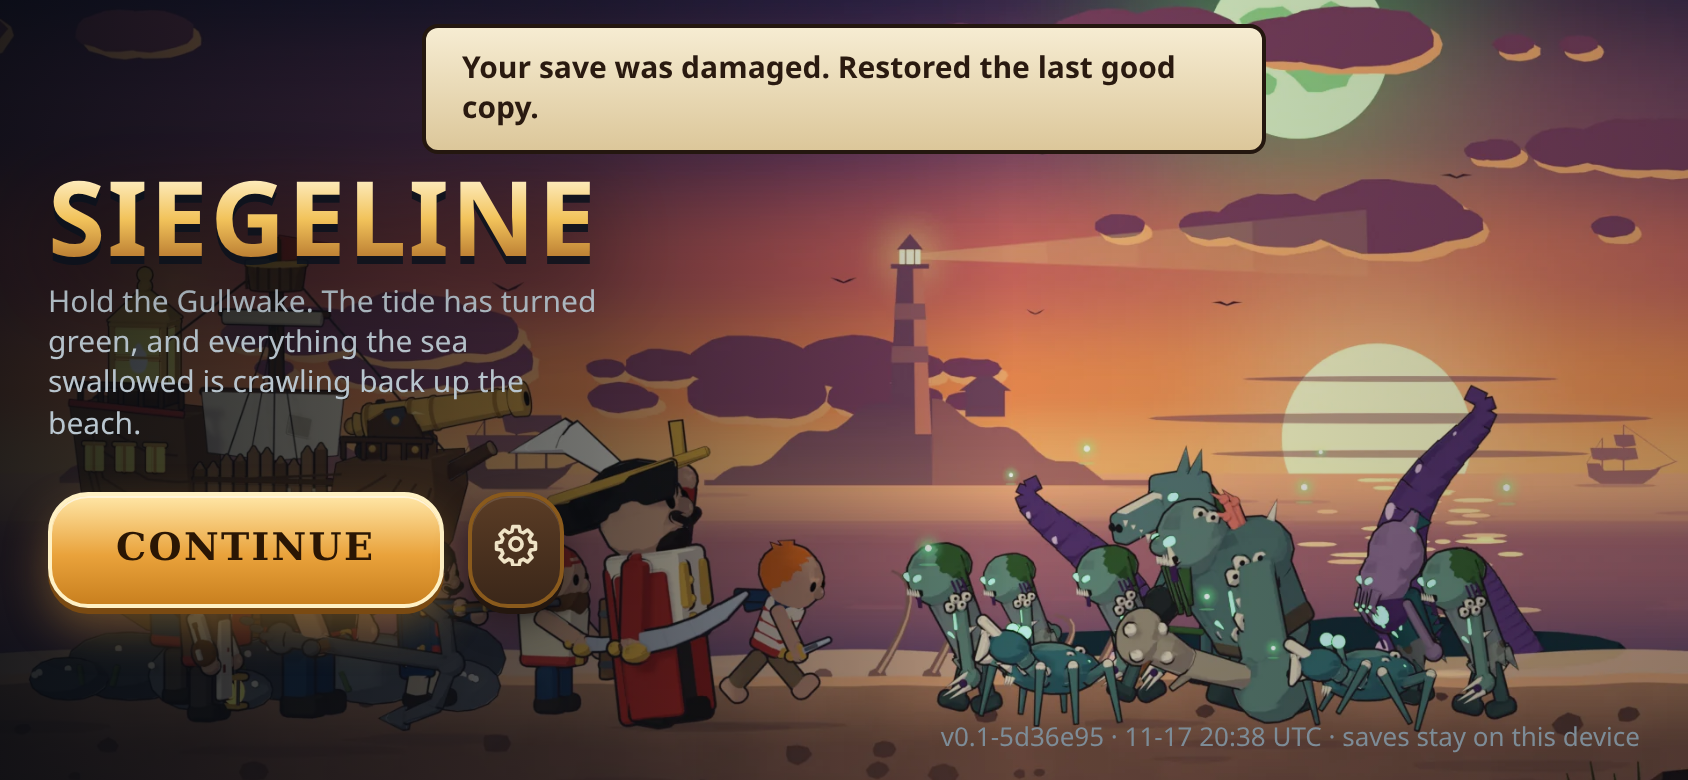 Your save was damaged. Restored the last good
copy.
SIEGELINE
Hold the Gullwake. The tide has turned
green, and everything the sea
swallowed is crawling back up the
beach.
CONTINUE
v0.1-5d36e95 · 11-17 20:38 UTC · saves stay on this device